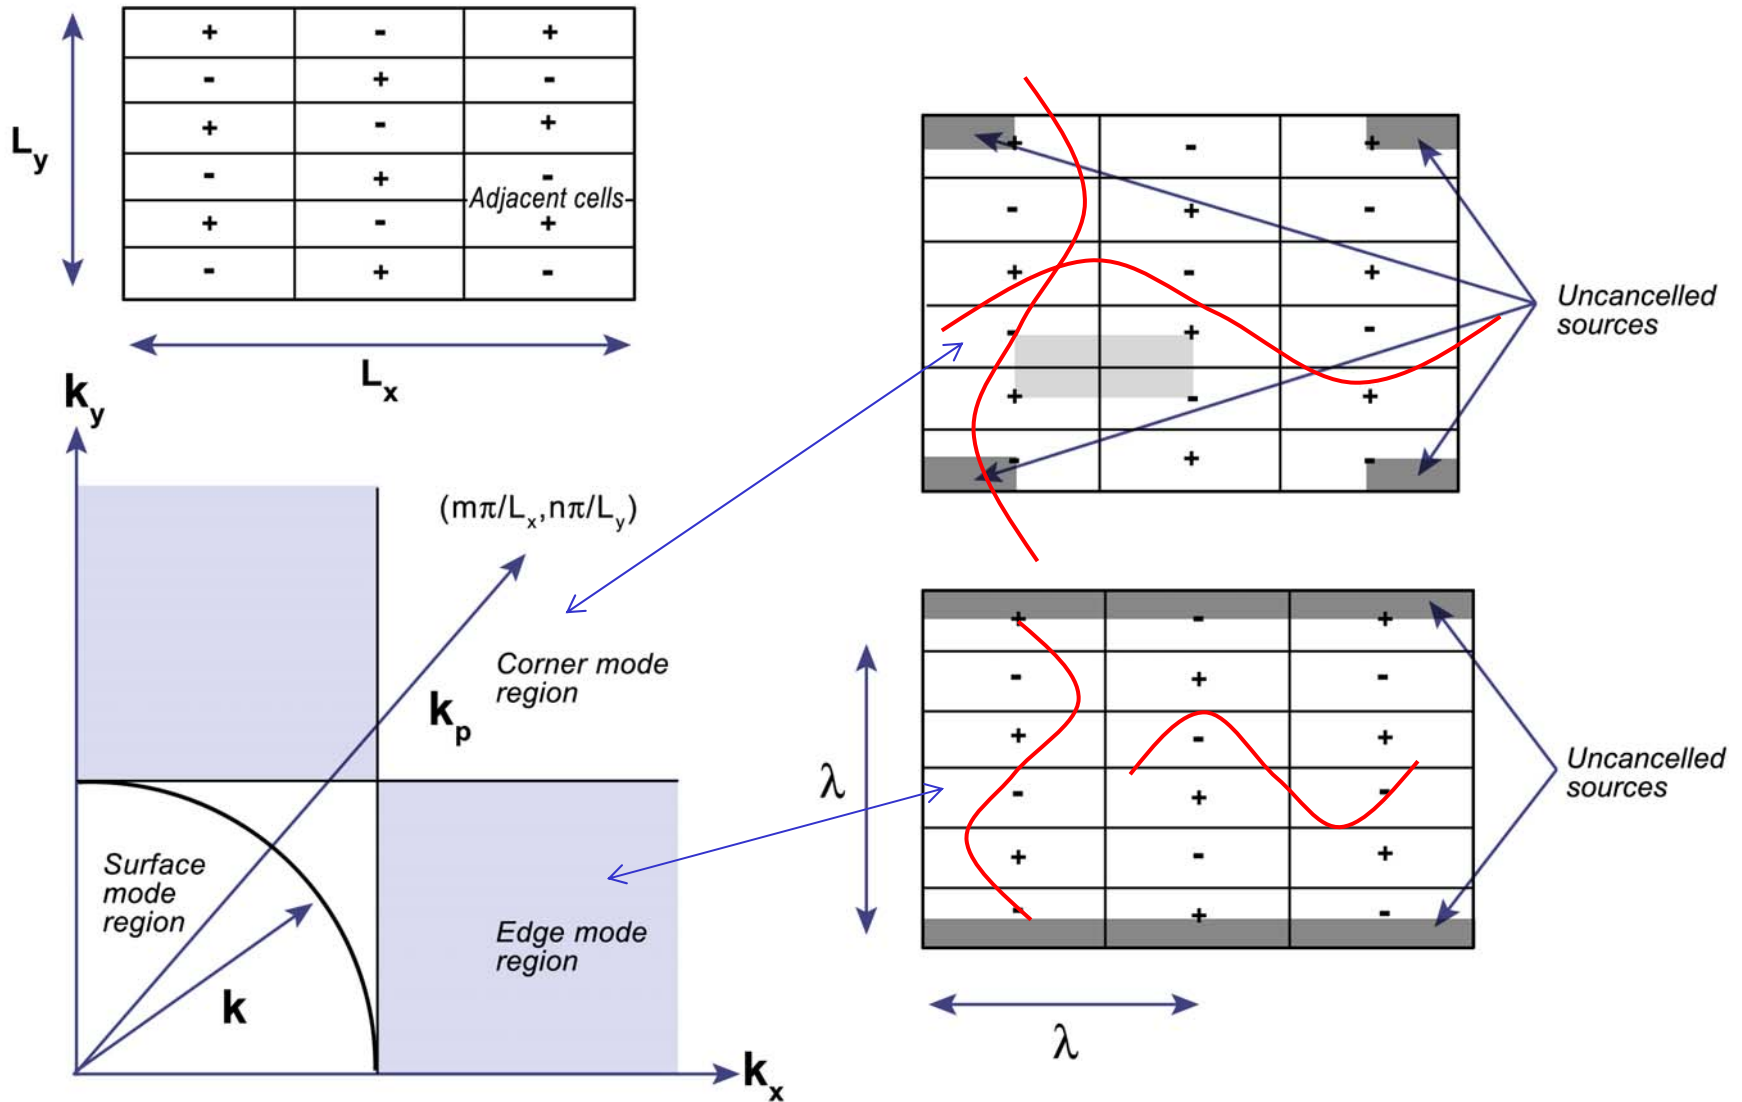 + - +
- + -
+ - +
- + -
Adjacent cells
+ - +
- + -
Ly
Lx
ky
(mπ/Lx,nπ/Ly)
Corner mode
region
kp
Surface
mode
region
k
Edge mode
region
kx
+ - +
- + -
+ - +
- + -
+ - +
- + -
Uncancelled
sources
+ - +
- + -
+ - +
- + -
+ - +
- + -
Uncancelled
sources
λ
λ